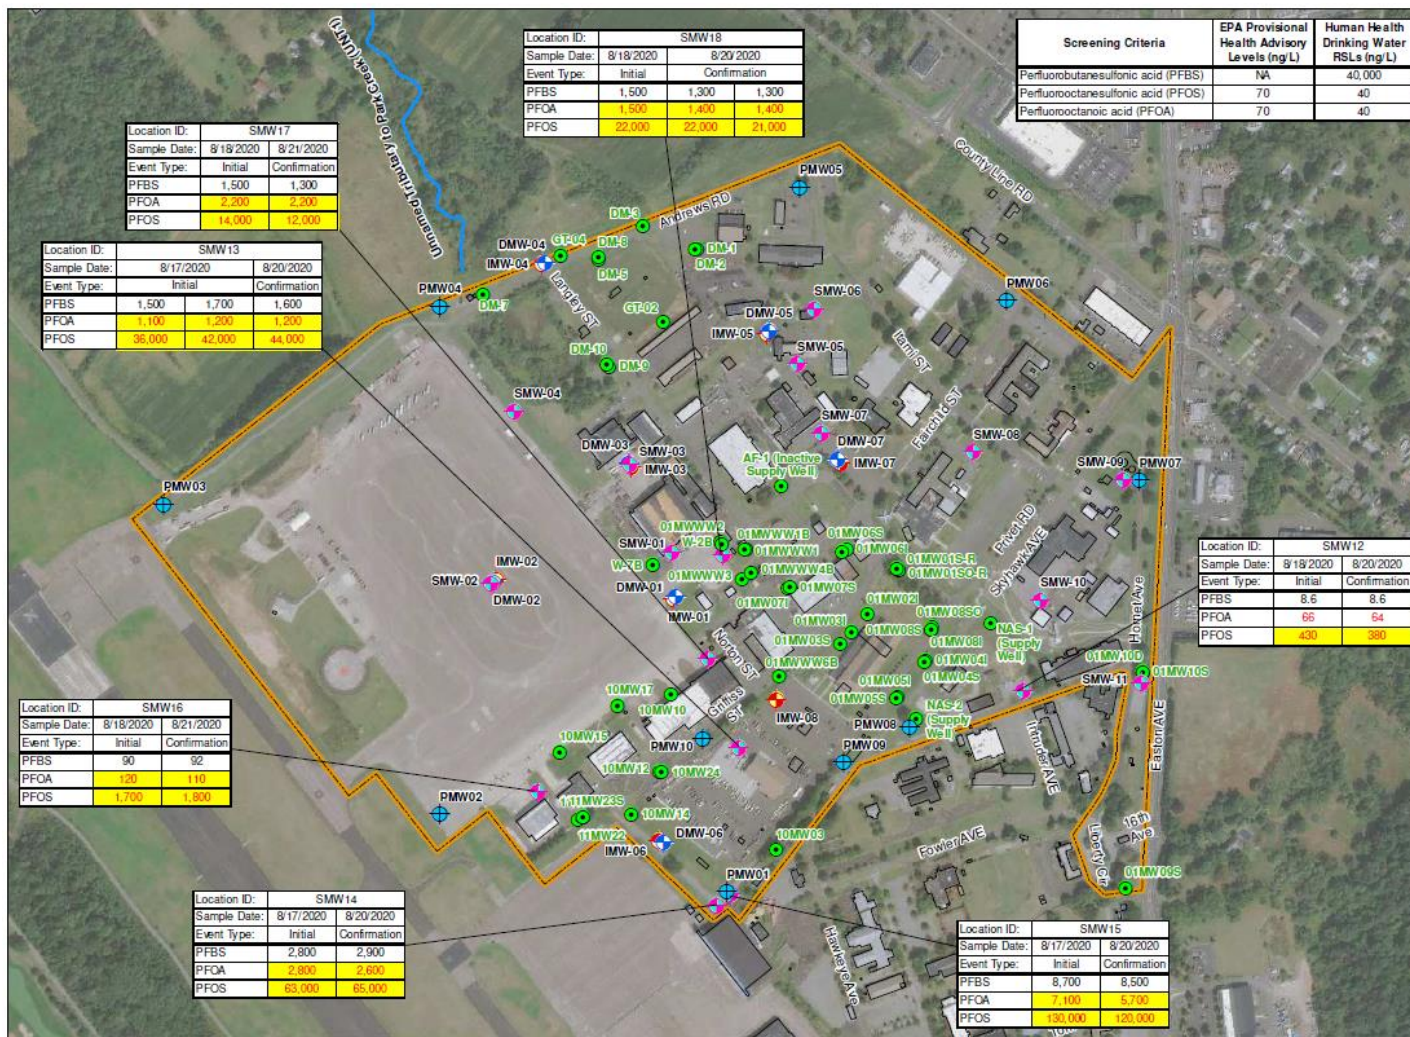 Location ID: SMW18
Sample Date: 8/18/2020 8/20/2020
Event Type: Initial Confirmation
PFBS 1,500 1,300 1,300
PFOA 1,500 1,400 1,400
PFOS 22,000 22,000 21,000
Screening Criteria EPA Provisional Health Advisory Levels (ng/L) Human Health Drinking Water RSLs (ng/L)
Perfluorobutanesulfonic acid (PFBS) NA 40,000
Perfluorooctanesulfonic acid (PFOS) 70 40
Perfluorooctanoic acid (PFOA) 70 40
Unnamed Tributary to Park Creek (UNT1)
Location ID: SMW17
Sample Date: 8/18/2020 8/21/2020
Event Type: Initial Confirmation
PFBS 1,500 1,300
PFOA 2,200 2,200
PFOS 14,000 12,000
Location ID: SMW13
Sample Date: 8/17/2020 8/20/2020
Event Type: Initial Confirmation
PFBS 1,500 1,700 1,600
PFOA 1,100 1,200 1,200
PFOS 36,000 42,000 44,000
County Line RD
PMW05
Andrews RD
DM-3
DMW-04
GT-04
DM-8
DM-1
IMW-04
DM-5
DM-2
Langley ST
PMW04
DM-7
PMW06
SMW-06
GT-02
DMW-05
IMW-05
Kami ST
SMW-05
DM-10
DM-9
SMW-04
Fairchild ST
SMW-07
DMW-07
SMW-08
DMW-03
SMW-03
AF-1 (Inactive
Supply Well)
IMW-07
IMW-03
SMW-09
PMW07
PMW03
Privet RD
01MWWW2
01MWWW1B
01MW06S
W-2B
SMW-01
01MWWW1
01MW06I
Skyhawk AVE
W-7B
01MW01S-R
IMW-02
01MWWW3
01MWWW4B
01MW01SO-R
SMW-02
01MW07S
DMW-01
DMW-02
01MW07I
SMW-10
IMW-01
01MW02I
Hornet Ave
01MW03I
01MW08SO
01MW08S
NAS-1
(Supply
Well)
01MW03S
01MW08I
Norton ST
01MW04I
01MWWW6B
01MW04S
01MW10D
01MW10S
SMW-11
01MW05I
01MW05S
Griffiss
ST
10MW17
10MW10
IMW-08
NAS-2
(Supply
Well)
PMW08
Intruder AVE
Easton AVE
Location ID: SMW12
Sample Date: 8/18/2020 8/20/2020
Event Type: Initial Confirmation
PFBS 8.6 8.6
PFOA 66 64
PFOS 430 380
Location ID: SMW16
Sample Date: 8/18/2020 8/21/2020
Event Type: Initial Confirmation
PFBS 90 92
PFOA 120 110
PFOS 1,700 1,800
10MW15
PMW10
PMW09
10MW12
10MW24
PMW02
11MW23S
10MW14
11MW22
DMW-06
IMW-06
10MW03
16th
Ave
Fowler AVE
Liberty Cir
01MW09S
PMW01
Hawkeye Ave
Location ID: SMW14
Sample Date: 8/17/2020 8/20/2020
Event Type: Initial Confirmation
PFBS 2,800 2,900
PFOA 2,800 2,600
PFOS 63,000 65,000
Location ID: SMW15
Sample Date: 8/17/2020 8/20/2020
Event Type: Initial Confirmation
PFBS 8,700 8,500
PFOA 7,100 5,700
PFOS 130,000 120,000